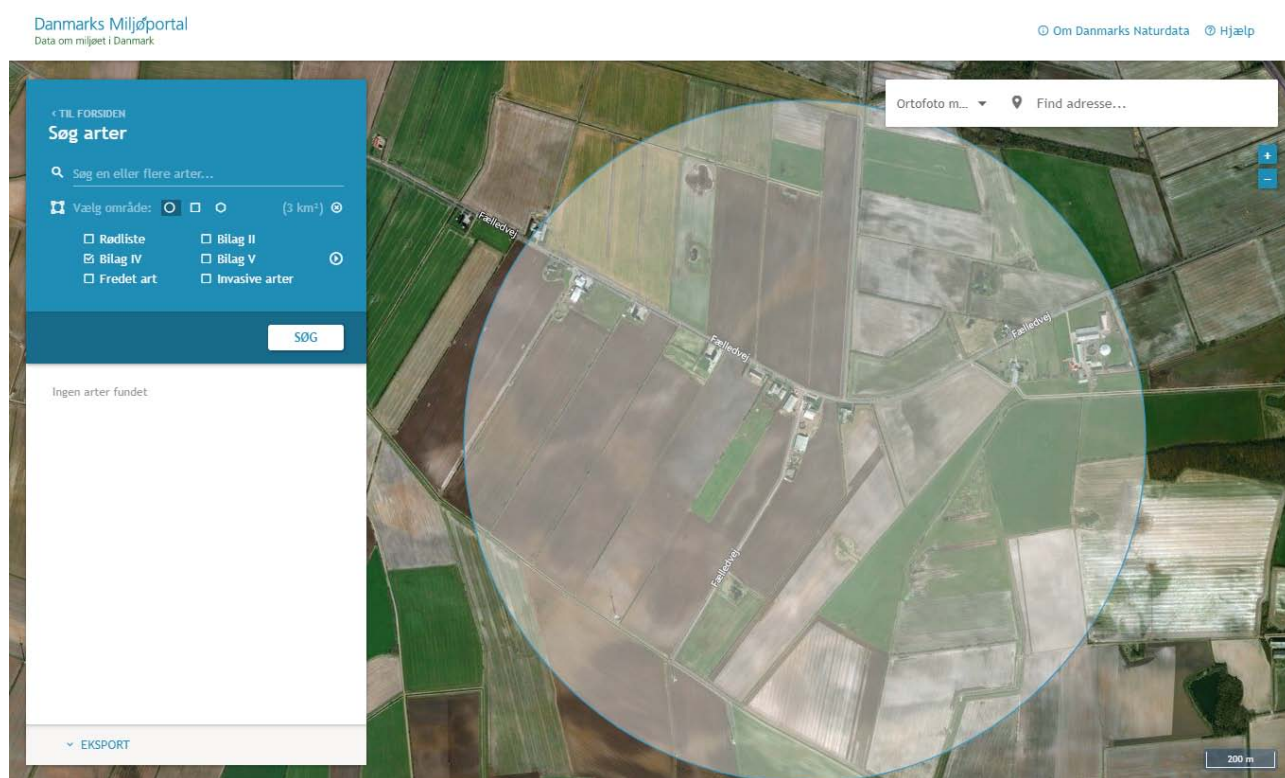 Danmarks Miljøportal
Data om miljøet i Danmark
Om Danmarks Naturdata
Hjælp
‹ TIL FORSIDEN
Søg arter
Søg en eller flere arter...
Vælg område:
(3 km²)
Rødliste
Bilag II
Bilag IV
Bilag V
Fredet art
Invasive arter
SØG
Ingen arter fundet
EKSPORT
Ortofoto m...
Find adresse...
+
−
Fælledvej
Fælledvej
Fælledvej
Fælledvej
200 m